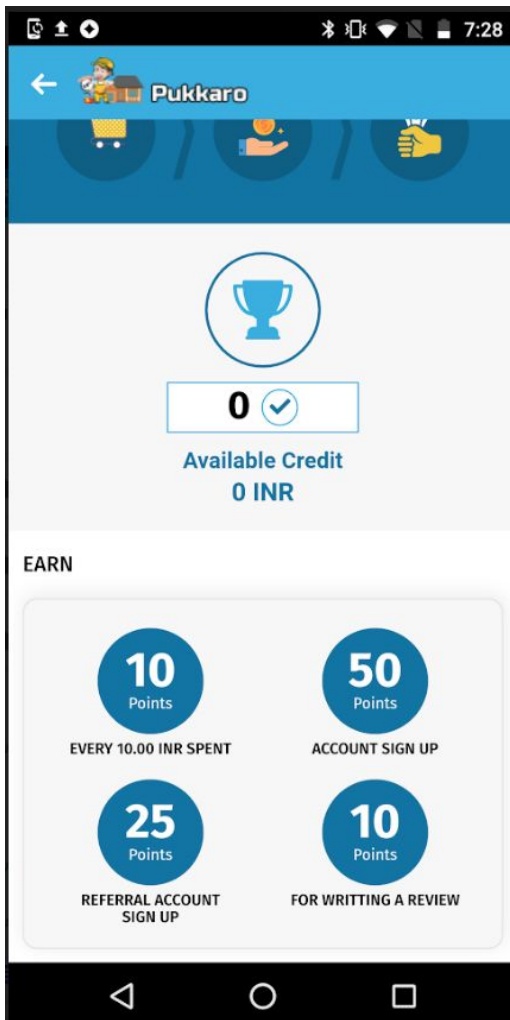 7:28
Pukkaro
0
Available Credit
0 INR
EARN
10
Points
EVERY 10.00 INR SPENT
50
Points
ACCOUNT SIGN UP
25
Points
REFERRAL ACCOUNT
SIGN UP
10
Points
FOR WRITTING A REVIEW